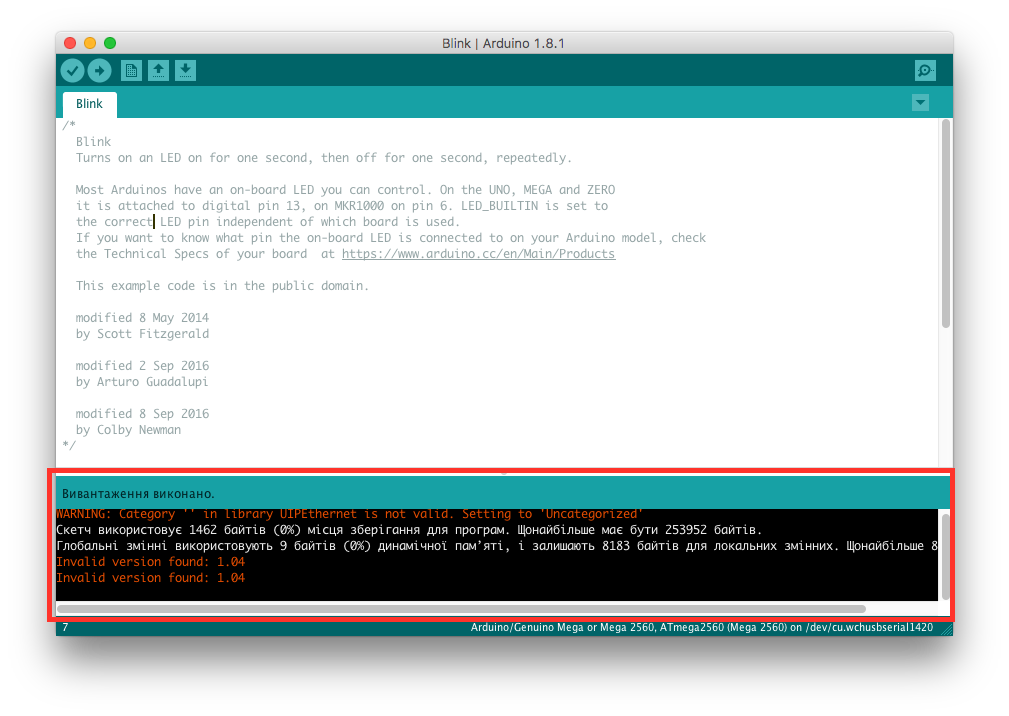 Blink | Arduino 1.8.1
Blink
/*
Blink
Turns on an LED on for one second, then off for one second, repeatedly.
Most Arduinos have an on-board LED you can control. On the UNO, MEGA and ZERO
it is attached to digital pin 13, on MKR1000 on pin 6. LED_BUILTIN is set to
the correct LED pin independent of which board is used.
If you want to know what pin the on-board LED is connected to on your Arduino model, check
the Technical Specs of your board  at https://www.arduino.cc/en/Main/Products
This example code is in the public domain.
modified 8 May 2014
by Scott Fitzgerald
modified 2 Sep 2016
by Arturo Guadalupi
modified 8 Sep 2016
by Colby Newman
*/
Вивантаження виконано.
WARNING: Category '' in library UIPEthernet is not valid. Setting to 'Uncategorized'
Скетч використовує 1462 байтів (0%) місця зберігання для програм. Щонайбільше має бути 253952 байтів.
Глобальні змінні використовують 9 байтів (0%) динамічної пам’яті, і залишають 8183 байтів для локальних змінних. Щонайбільше 8
Invalid version found: 1.04
Invalid version found: 1.04
7
Arduino/Genuino Mega or Mega 2560, ATmega2560 (Mega 2560) on /dev/cu.wchusbserial1420